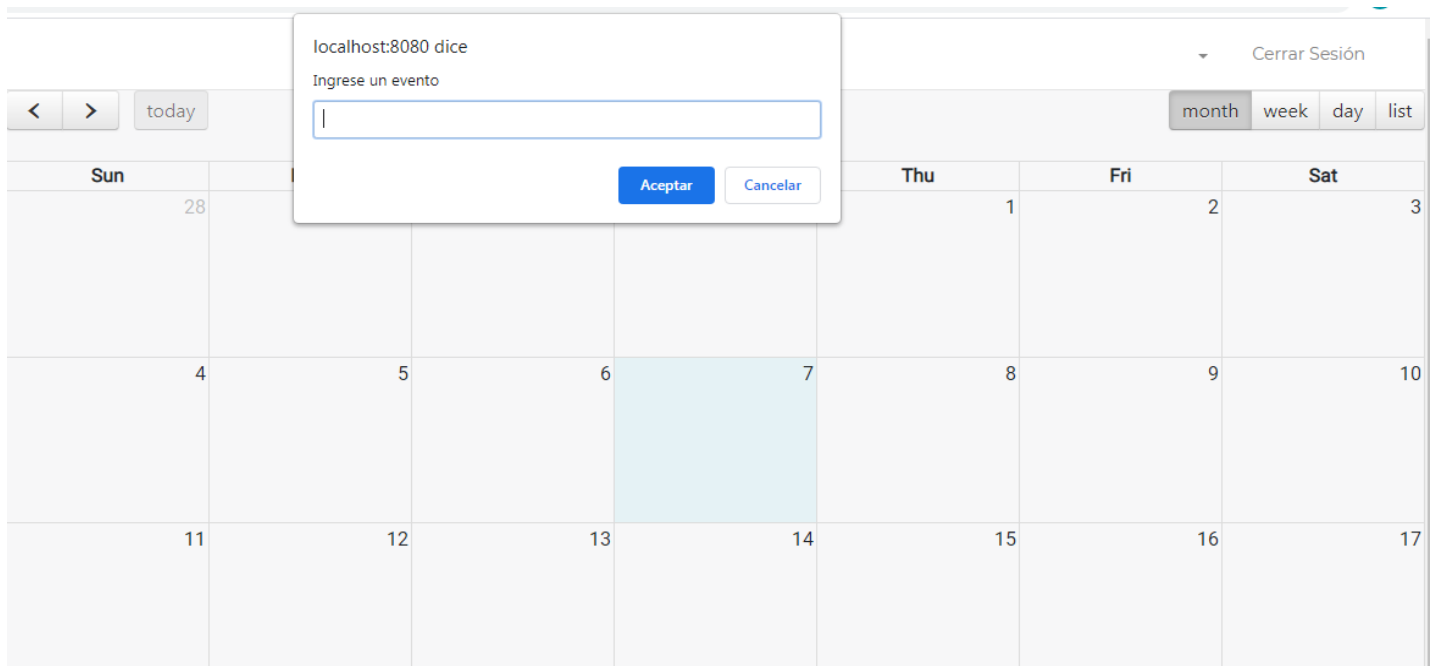 localhost:8080 dice
Ingrese un evento
Aceptar Cancelar
Cerrar Sesión
today
month week day list
Sun Thu Fri Sat
28 1 2 3
4 5 6 7 8 9 10
11 12 13 14 15 16 17